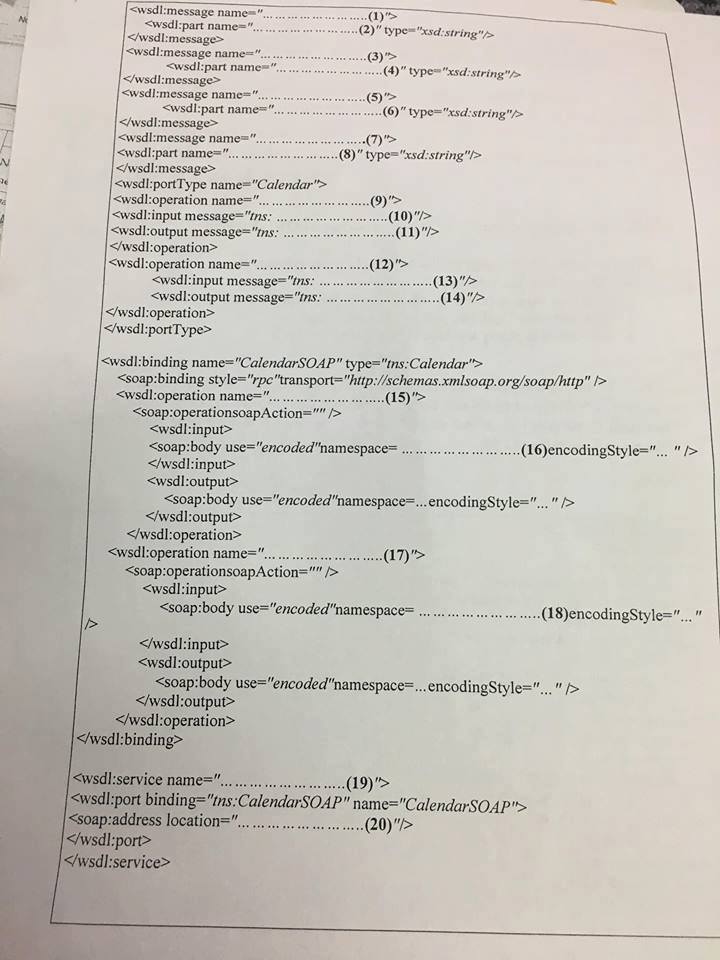 <wsdl:message name="… … … … … … … ..(1)">
<wsdl:part name="… … … … … … … ..(2)" type="xsd:string"/>
</wsdl:message>
<wsdl:message name="… … … … … … … ..(3)">
<wsdl:part name="… … … … … … … ..(4)" type="xsd:string"/>
</wsdl:message>
<wsdl:message name="… … … … … … … ..(5)">
<wsdl:part name="… … … … … … … ..(6)" type="xsd:string"/>
</wsdl:message>
<wsdl:message name="… … … … … … … ..(7)">
<wsdl:part name="… … … … … … … ..(8)" type="xsd:string"/>
</wsdl:message>
<wsdl:portType name="Calendar">
<wsdl:operation name="… … … … … … … ..(9)">
<wsdl:input message="tns: … … … … … … … ..(10)"/>
<wsdl:output message="tns: … … … … … … … ..(11)"/>
</wsdl:operation>
<wsdl:operation name="… … … … … … … ..(12)">
<wsdl:input message="tns: … … … … … … … ..(13)"/>
<wsdl:output message="tns: … … … … … … … ..(14)"/>
</wsdl:operation>
</wsdl:portType>
<wsdl:binding name="CalendarSOAP" type="tns:Calendar">
<soap:binding style="rpc"transport="http://schemas.xmlsoap.org/soap/http" />
<wsdl:operation name="… … … … … … … ..(15)">
<soap:operationsoapAction="" />
<wsdl:input>
<soap:body use="encoded"namespace= … … … … … … … ..(16)encodingStyle="... " />
</wsdl:input>
<wsdl:output>
<soap:body use="encoded"namespace=...encodingStyle="... " />
</wsdl:output>
</wsdl:operation>
<wsdl:operation name="… … … … … … … ..(17)">
<soap:operationsoapAction="" />
<wsdl:input>
<soap:body use="encoded"namespace= … … … … … … … ..(18)encodingStyle="... "
/>
</wsdl:input>
<wsdl:output>
<soap:body use="encoded"namespace=...encodingStyle="... " />
</wsdl:output>
</wsdl:operation>
</wsdl:binding>
<wsdl:service name="… … … … … … … ..(19)">
<wsdl:port binding="tns:CalendarSOAP" name="CalendarSOAP">
<soap:address location="… … … … … … … ..(20)"/>
</wsdl:port>
</wsdl:service>